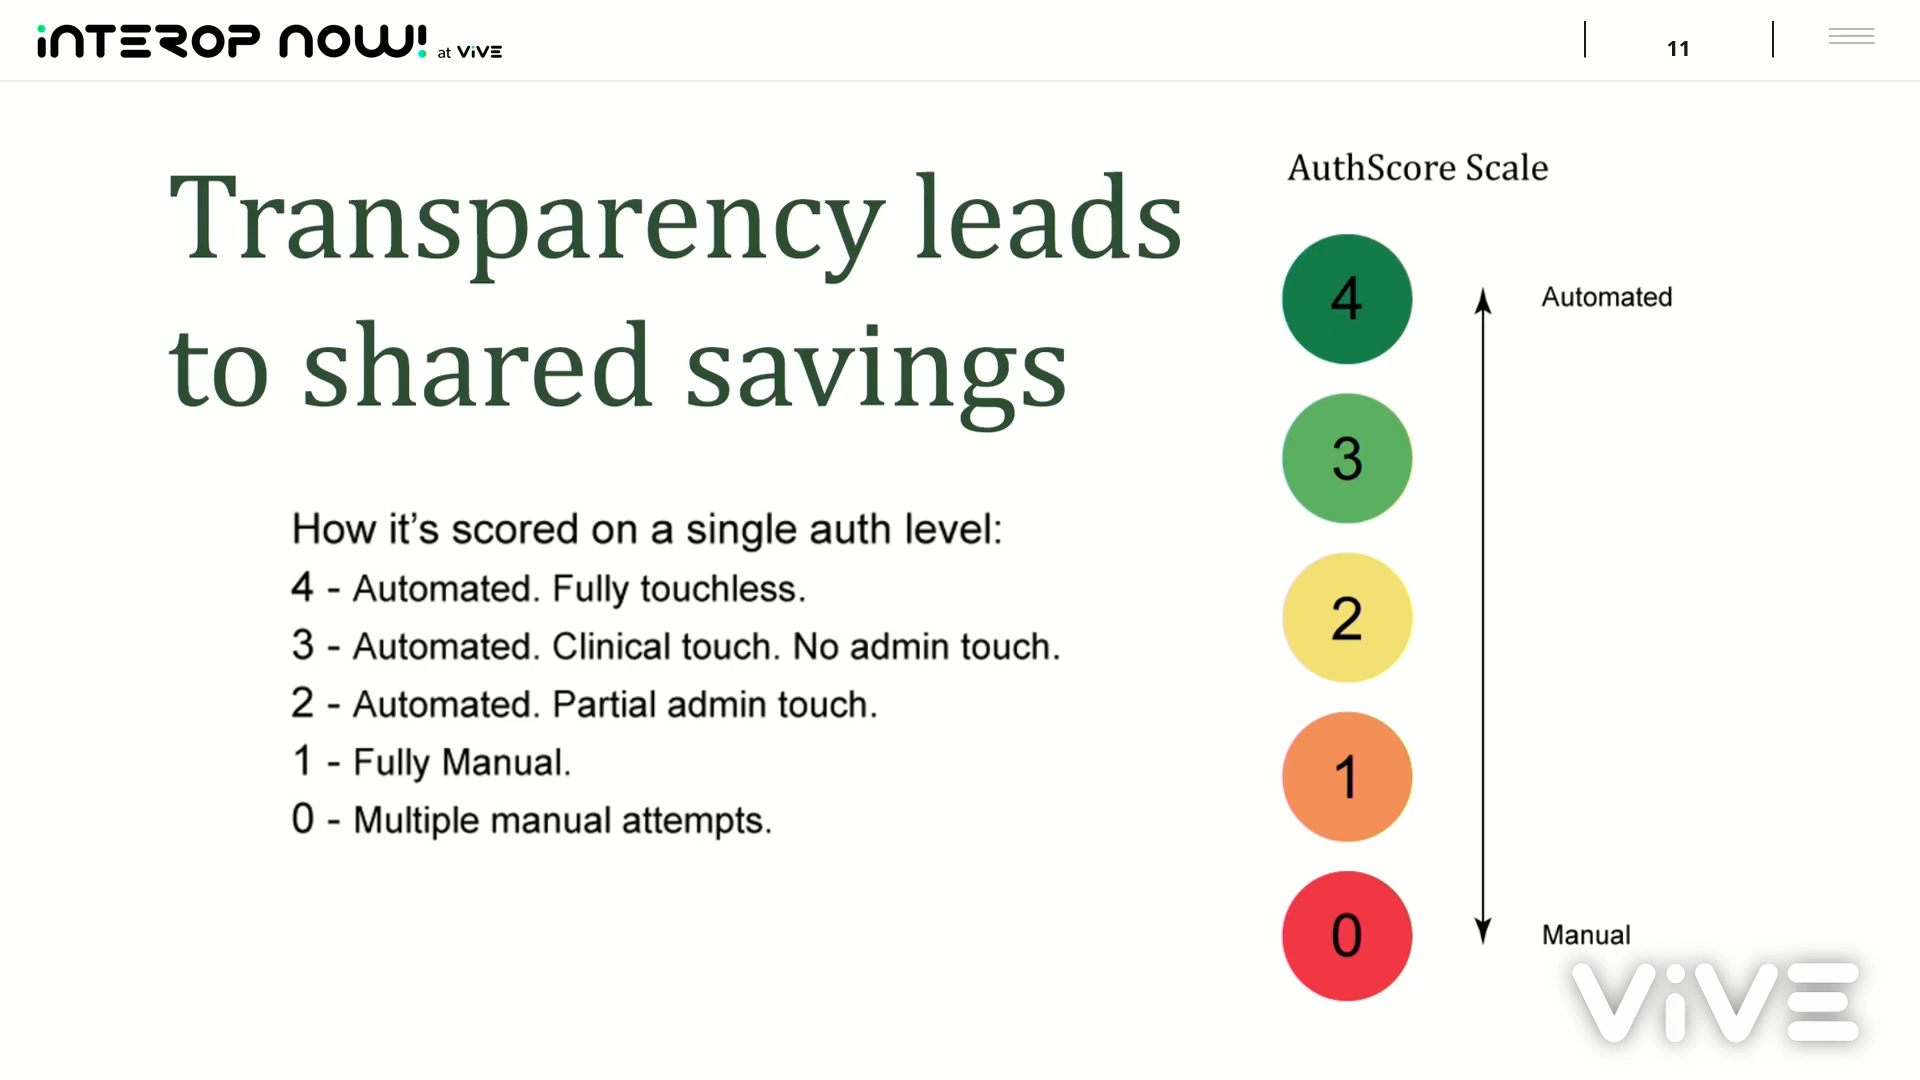 iNTEROP NOW! at ViVE
11
Transparency leads
to shared savings
How it’s scored on a single auth level:
4 - Automated. Fully touchless.
3 - Automated. Clinical touch. No admin touch.
2 - Automated. Partial admin touch.
1 - Fully Manual.
0 - Multiple manual attempts.
AuthScore Scale
4
Automated
3
2
1
0
Manual
ViVE